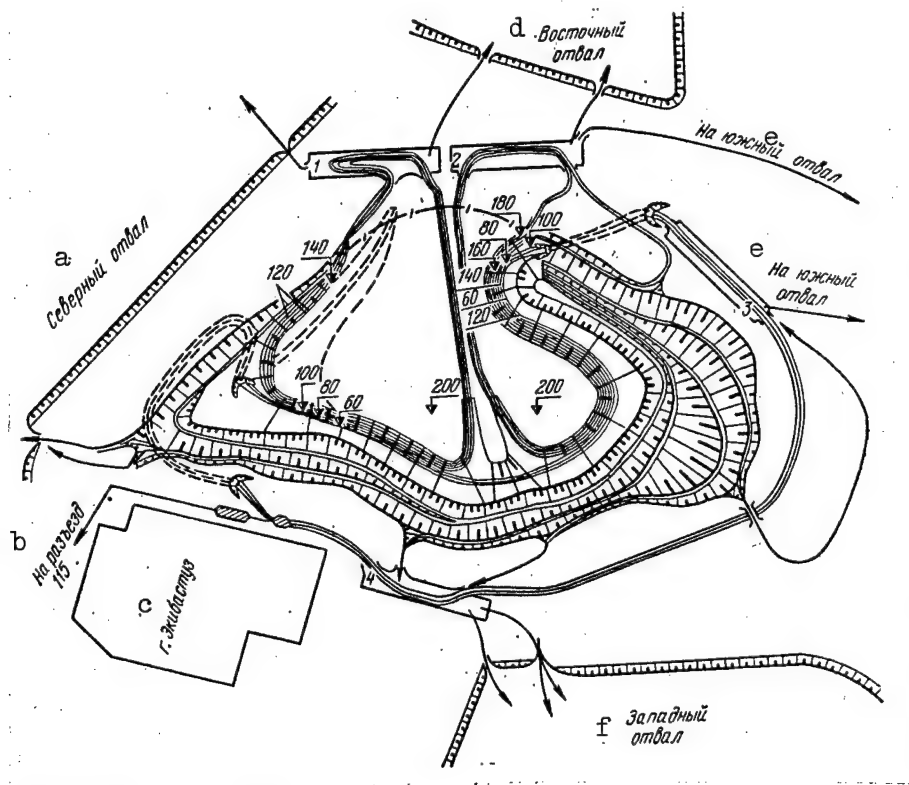 d Восточный
отвал
е
На южный отвал
1
2
180
100
80
160
140
60
120
а
Северный отвал
140
120
е
На южный
отвал
3
100
80
60
200
200
b
На разъезд
115
c
г. Экибастуз
4
f Западный
отвал